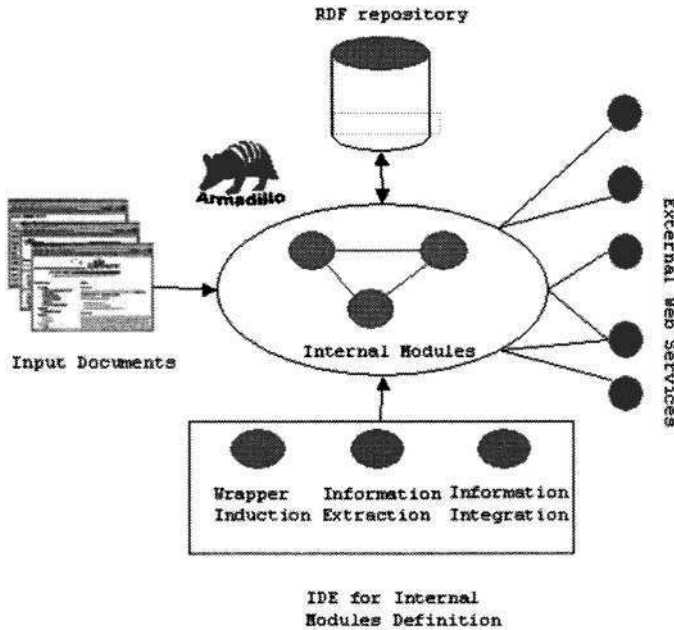 RDF repository
Armadillo
External Web Services
Input Documents
Internal Modules
Wrapper Induction
Information Extraction
Information Integration
IDE for Internal
Modules Definition